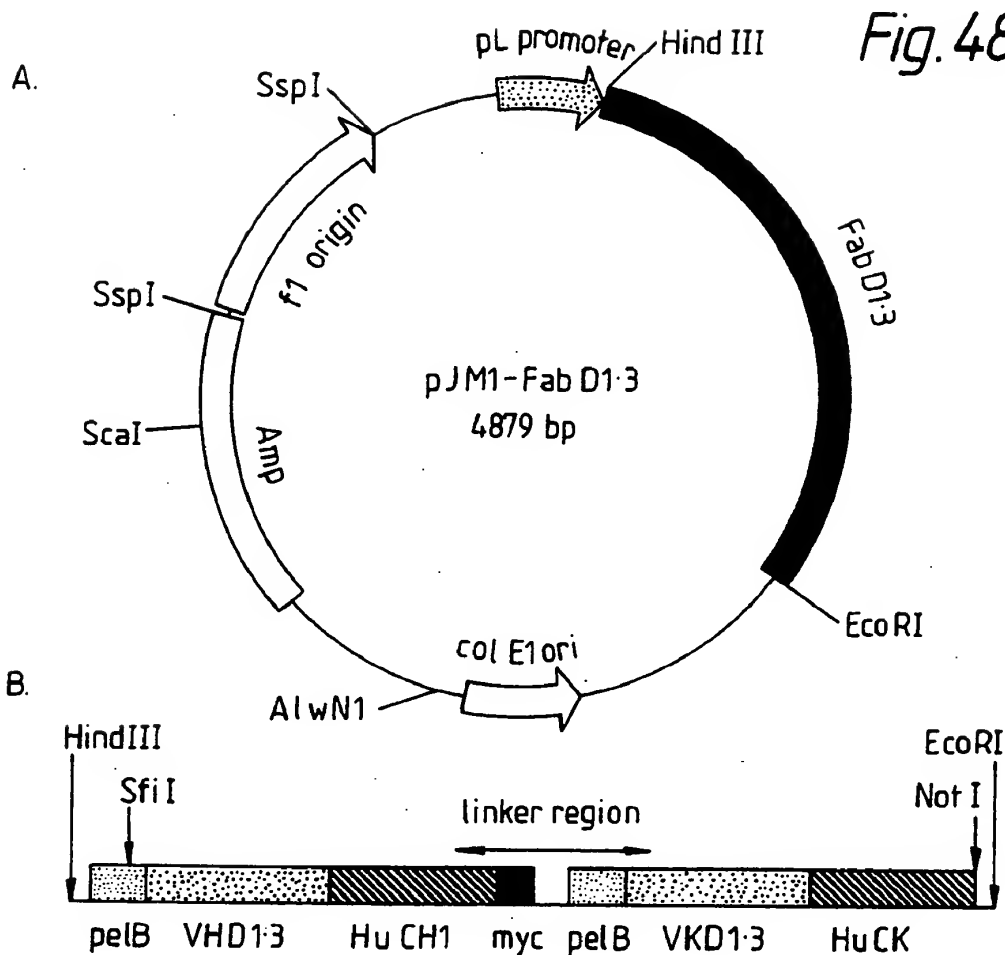 Fig. 48
A.
pL promoter
Hind III
SspI
f1 origin
SspI
Fab D1·3
pJM1-Fab D1·3
4879 bp
ScaI
Amp
EcoRI
col E1 ori
AlwN1
B.
HindIII
EcoRI
Sfi I
Not I
linker region
pelB VHD1·3 Hu CH1 myc pelB VKD1·3 HuCK